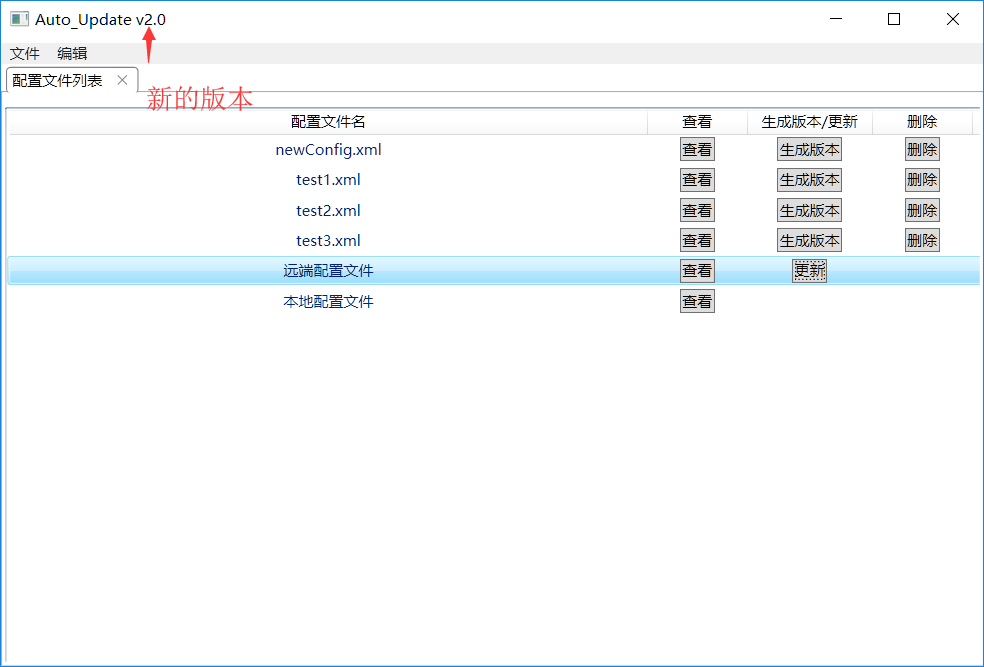 Auto_Update v2.0
文件 编辑
配置文件列表
新的版本
配置文件名 查看 生成版本/更新 删除
newConfig.xml 查看 生成版本 删除
test1.xml 查看 生成版本 删除
test2.xml 查看 生成版本 删除
test3.xml 查看 生成版本 删除
远端配置文件 查看 更新
本地配置文件 查看